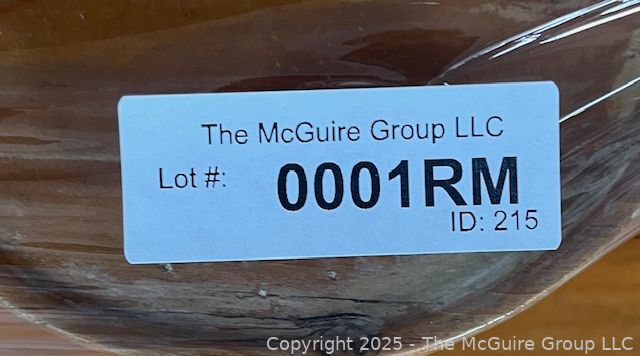 The McGuire Group LLC
Lot #: 0001RM
ID: 215
Copyright 2025 - The McGuire Group LLC